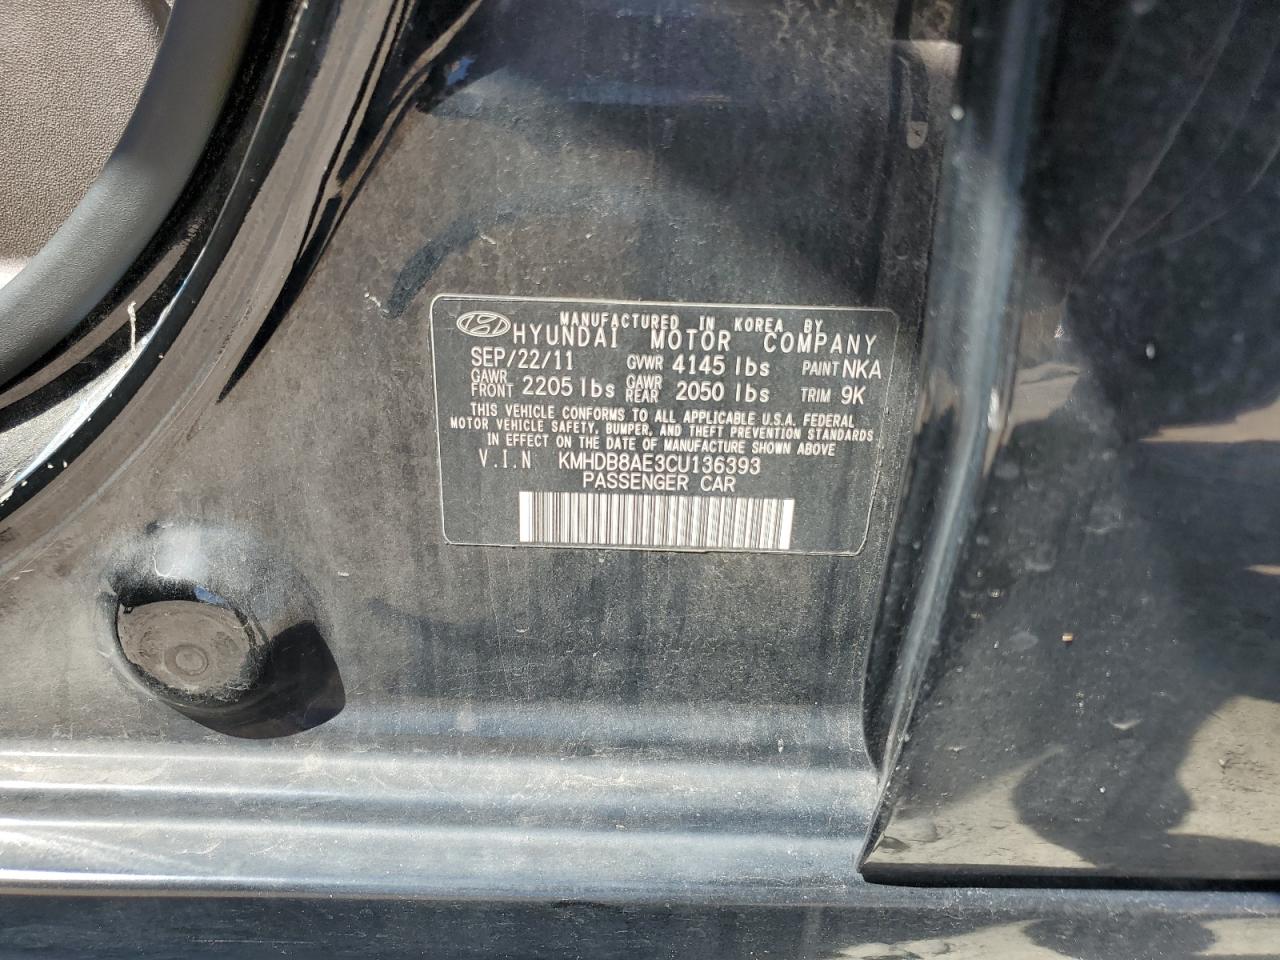 MANUFACTURED IN KOREA BY
HYUNDAI MOTOR COMPANY
SEP/22/11 GVWR 4145 lbs PAINT NKA
GAWR FRONT 2205 lbs GAWR REAR 2050 lbs TRIM 9K
THIS VEHICLE CONFORMS TO ALL APPLICABLE U.S.A. FEDERAL
MOTOR VEHICLE SAFETY, BUMPER, AND THEFT PREVENTION STANDARDS
IN EFFECT ON THE DATE OF MANUFACTURE SHOWN ABOVE
V.I.N KMHDB8AE3CU136393
PASSENGER CAR